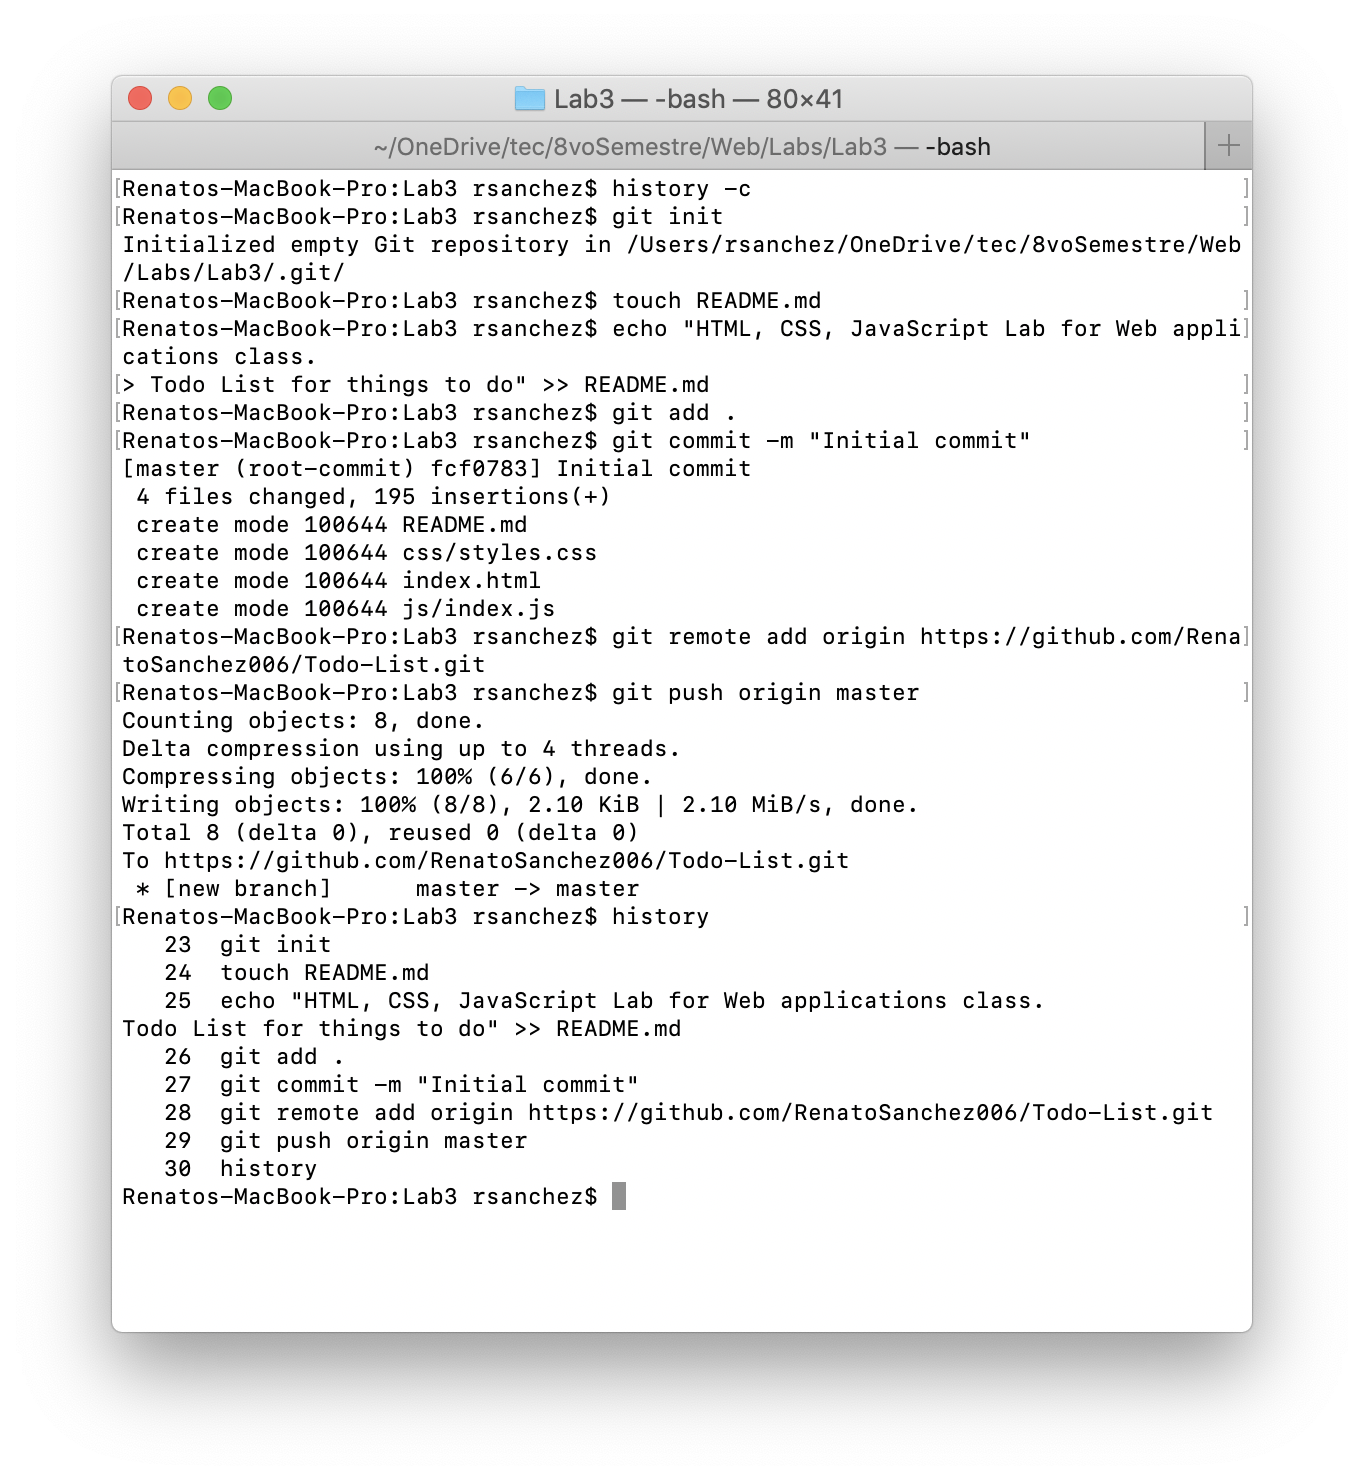 Lab3 — -bash — 80×41
~/OneDrive/tec/8voSemestre/Web/Labs/Lab3 — -bash
Renatos-MacBook-Pro:Lab3 rsanchez$ history -c
Renatos-MacBook-Pro:Lab3 rsanchez$ git init
Initialized empty Git repository in /Users/rsanchez/OneDrive/tec/8voSemestre/Web
/Labs/Lab3/.git/
Renatos-MacBook-Pro:Lab3 rsanchez$ touch README.md
Renatos-MacBook-Pro:Lab3 rsanchez$ echo "HTML, CSS, JavaScript Lab for Web appli
cations class.
> Todo List for things to do" >> README.md
Renatos-MacBook-Pro:Lab3 rsanchez$ git add .
Renatos-MacBook-Pro:Lab3 rsanchez$ git commit -m "Initial commit"
[master (root-commit) fcf0783] Initial commit
 4 files changed, 195 insertions(+)
 create mode 100644 README.md
 create mode 100644 css/styles.css
 create mode 100644 index.html
 create mode 100644 js/index.js
Renatos-MacBook-Pro:Lab3 rsanchez$ git remote add origin https://github.com/Rena
toSanchez006/Todo-List.git
Renatos-MacBook-Pro:Lab3 rsanchez$ git push origin master
Counting objects: 8, done.
Delta compression using up to 4 threads.
Compressing objects: 100% (6/6), done.
Writing objects: 100% (8/8), 2.10 KiB | 2.10 MiB/s, done.
Total 8 (delta 0), reused 0 (delta 0)
To https://github.com/RenatoSanchez006/Todo-List.git
 * [new branch]      master -> master
Renatos-MacBook-Pro:Lab3 rsanchez$ history
   23  git init
   24  touch README.md
   25  echo "HTML, CSS, JavaScript Lab for Web applications class.
Todo List for things to do" >> README.md
   26  git add .
   27  git commit -m "Initial commit"
   28  git remote add origin https://github.com/RenatoSanchez006/Todo-List.git
   29  git push origin master
   30  history
Renatos-MacBook-Pro:Lab3 rsanchez$